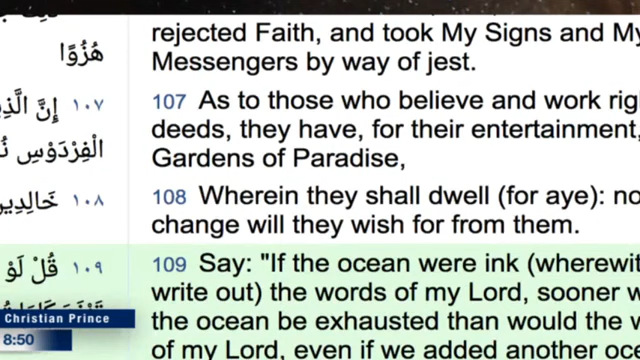 rejected Faith, and took My Signs and My
Messengers by way of jest.
107 As to those who believe and work rig
deeds, they have, for their entertainment,
Gardens of Paradise,
108 Wherein they shall dwell (for aye): no
change will they wish for from them.
109 Say: "If the ocean were ink (wherewit
write out) the words of my Lord, sooner w
the ocean be exhausted than would the w
of my Lord, even if we added another oce
هُزُوًا
١٠٧ إِنَّ الَّذِ
الْفِرْدَوْسِ نُ
١٠٨ خَالِدِي
١٠٩ قُلْ لَوْ
Christian Prince
8:50